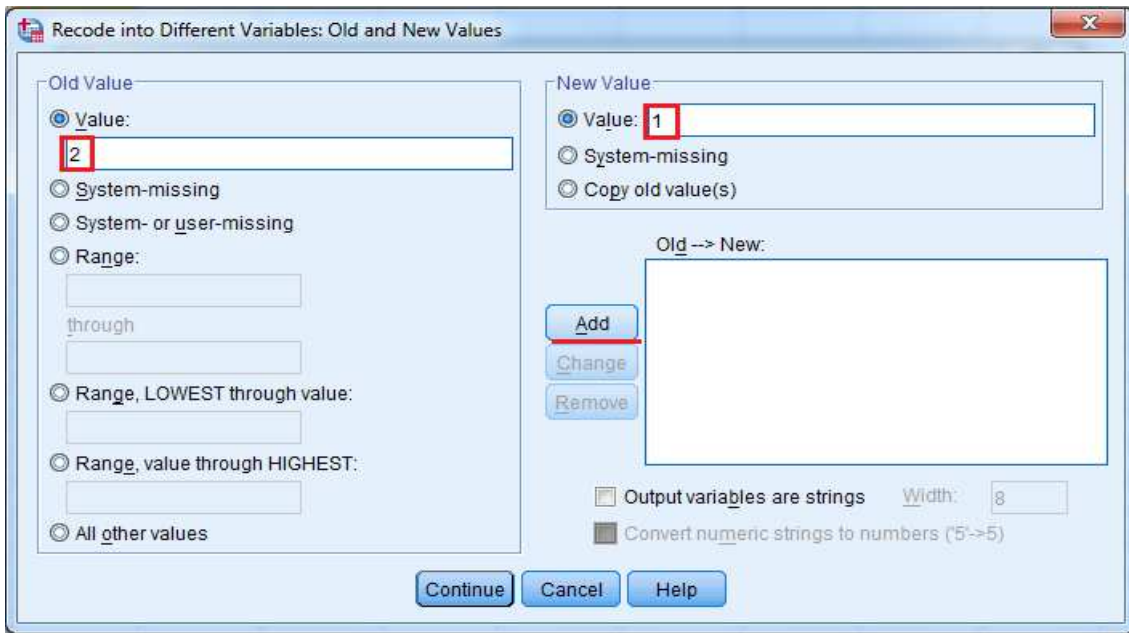 Recode into Different Variables: Old and New Values
Old Value
Value:
2
System-missing
System- or user-missing
Range:
through
Range, LOWEST through value:
Range, value through HIGHEST:
All other values
New Value
Value: 1
System-missing
Copy old value(s)
Old --> New:
Add
Change
Remove
Output variables are strings Width: 8
Convert numeric strings to numbers ('5'->5)
Continue Cancel Help